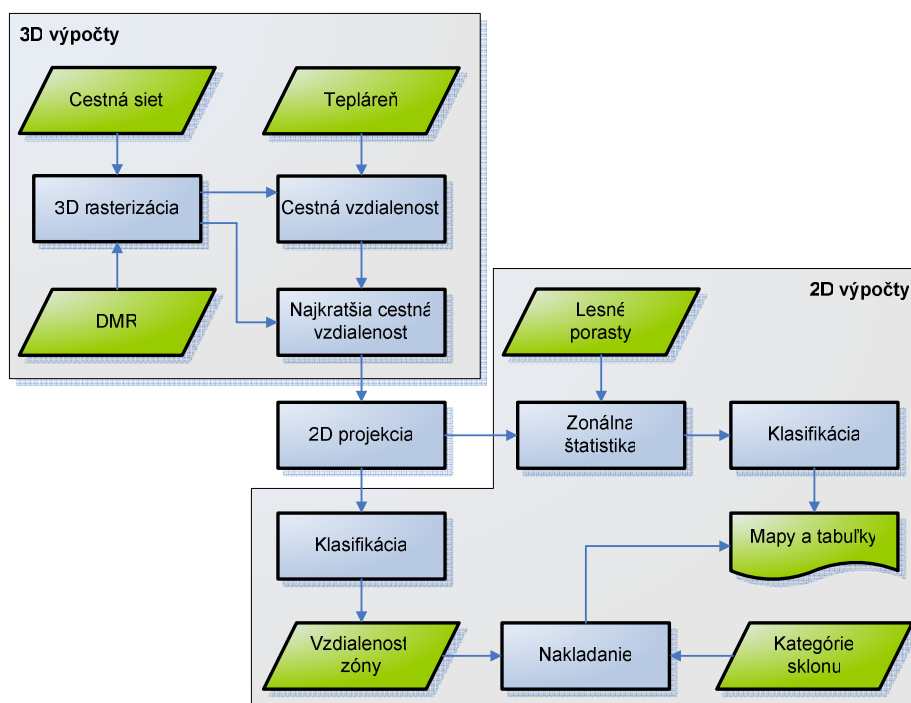 3D výpočty
Cestná siet
Tepláreň
3D rasterizácia
Cestná vzdialenost
DMR
Najkratšia cestná
vzdialenost
2D výpočty
Lesné
porasty
2D projekcia
Zonálna
štatistika
Klasifikácia
Klasifikácia
Mapy a tabuľky
Vzdialenost
zóny
Nakladanie
Kategórie
sklonu